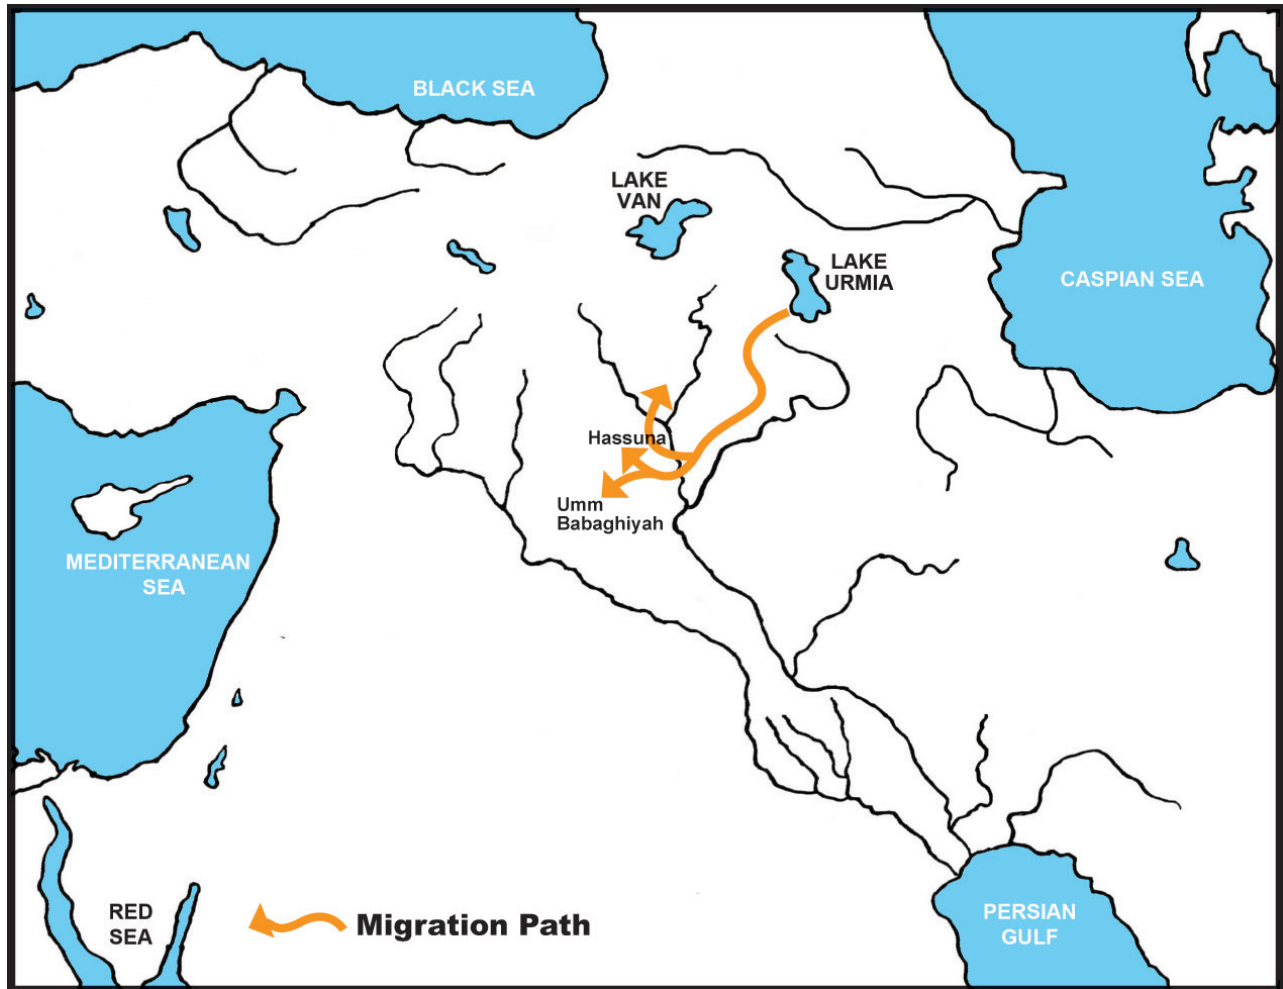 BLACK SEA
LAKE
VAN
LAKE
URMIA
CASPIAN SEA
Hassuna
Umm
Babaghiyah
MEDITERRANEAN
SEA
RED
SEA
Migration Path
PERSIAN
GULF